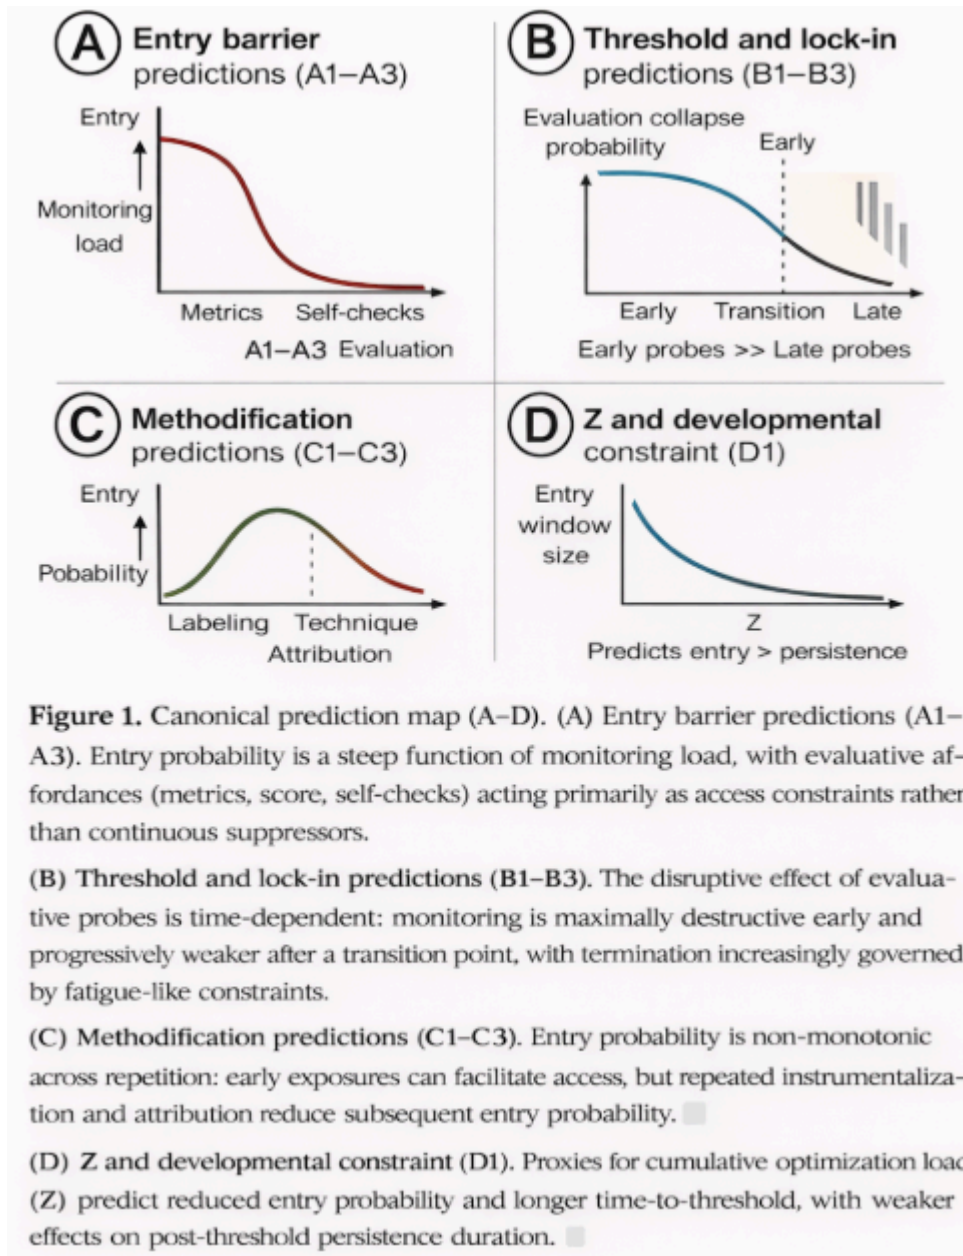 A Entry barrier
predictions (A1–A3)
Entry
Monitoring
load
Metrics Self-checks
A1–A3 Evaluation
B Threshold and lock-in
predictions (B1–B3)
Evaluation collapse
probability
Early
Early Transition Late
Early probes >> Late probes
C Methodification
predictions (C1–C3)
Entry
Pobability
Labeling Technique
Attribution
D Z and developmental
constraint (D1)
Entry
window
size
Z
Predicts entry > persistence
Figure 1. Canonical prediction map (A–D). (A) Entry barrier predictions (A1–
A3). Entry probability is a steep function of monitoring load, with evaluative af-
fordances (metrics, score, self-checks) acting primarily as access constraints rather
than continuous suppressors.
(B) Threshold and lock-in predictions (B1–B3). The disruptive effect of evalua-
tive probes is time-dependent: monitoring is maximally destructive early and
progressively weaker after a transition point, with termination increasingly governed
by fatigue-like constraints.
(C) Methodification predictions (C1–C3). Entry probability is non-monotonic
across repetition: early exposures can facilitate access, but repeated instrumentaliza-
tion and attribution reduce subsequent entry probability.
(D) Z and developmental constraint (D1). Proxies for cumulative optimization load
(Z) predict reduced entry probability and longer time-to-threshold, with weaker
effects on post-threshold persistence duration.